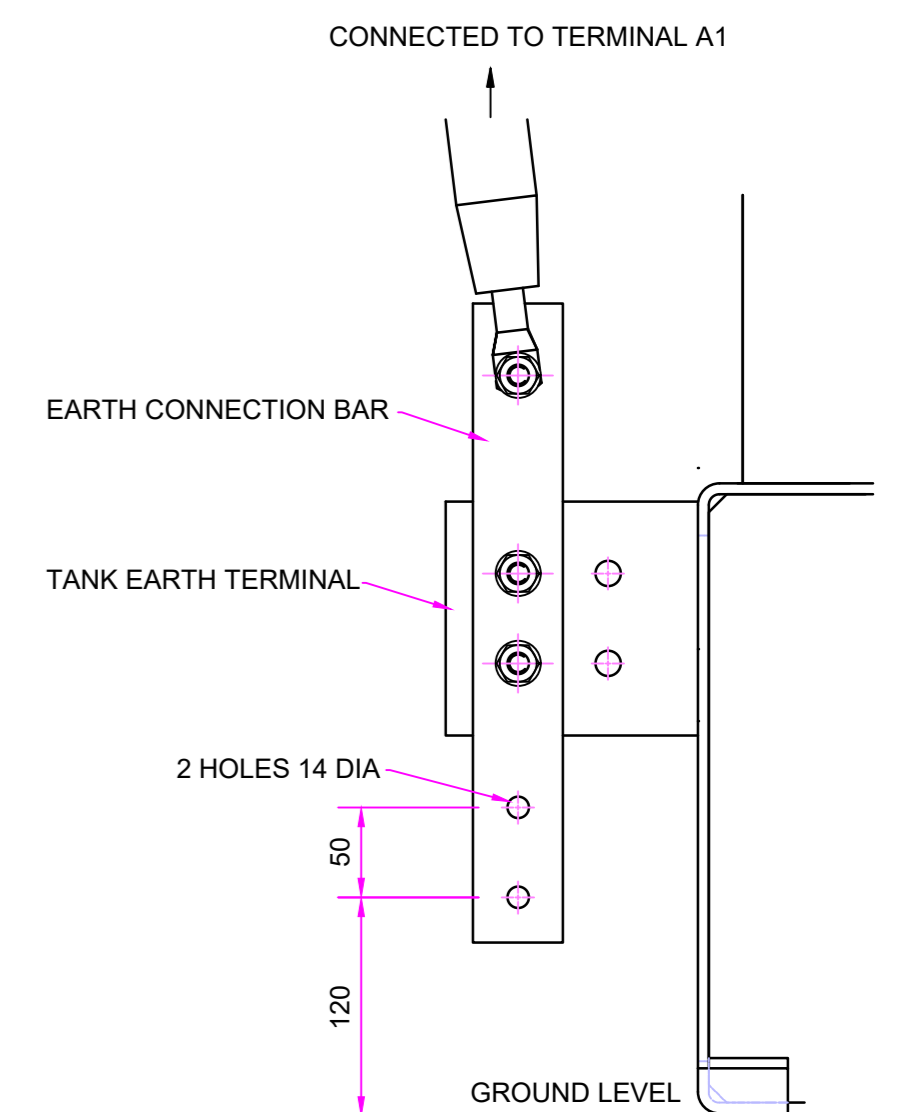 CONNECTED TO TERMINAL A1
EARTH CONNECTION BAR
TANK EARTH TERMINAL
2 HOLES 14 DIA
50
120
GROUND LEVEL